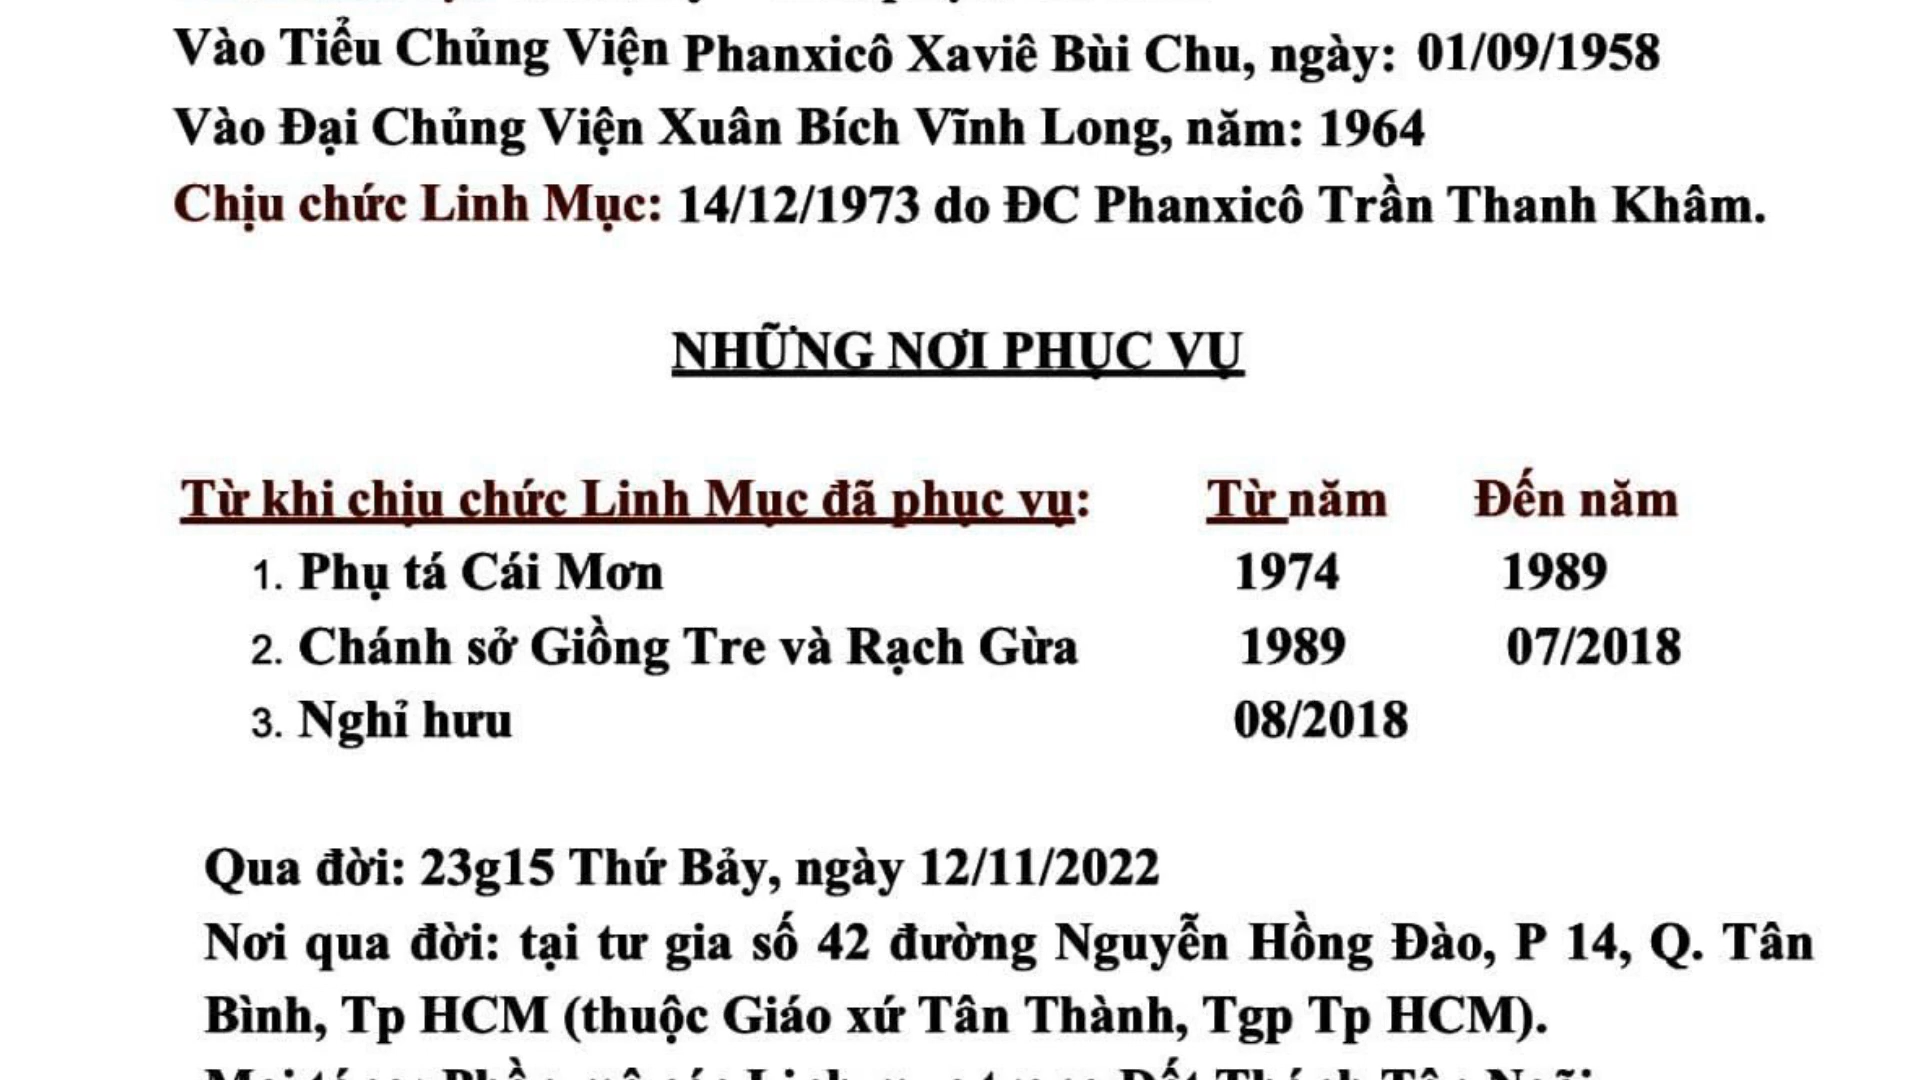 Vào Tiểu Chủng Viện Phanxicô Xaviê Bùi Chu, ngày: 01/09/1958
Vào Đại Chủng Viện Xuân Bích Vĩnh Long, năm: 1964
Chịu chức Linh Mục: 14/12/1973 do ĐC Phanxicô Trần Thanh Khâm.
NHỮNG NƠI PHỤC VỤ
Từ khi chịu chức Linh Mục đã phục vụ: Từ năm Đến năm
1. Phụ tá Cái Mơn 1974 1989
2. Chánh sở Giồng Tre và Rạch Gừa 1989 07/2018
3. Nghỉ hưu 08/2018
Qua đời: 23g15 Thứ Bảy, ngày 12/11/2022
Nơi qua đời: tại tư gia số 42 đường Nguyễn Hồng Đào, P 14, Q. Tân
Bình, Tp HCM (thuộc Giáo xứ Tân Thành, Tgp Tp HCM).